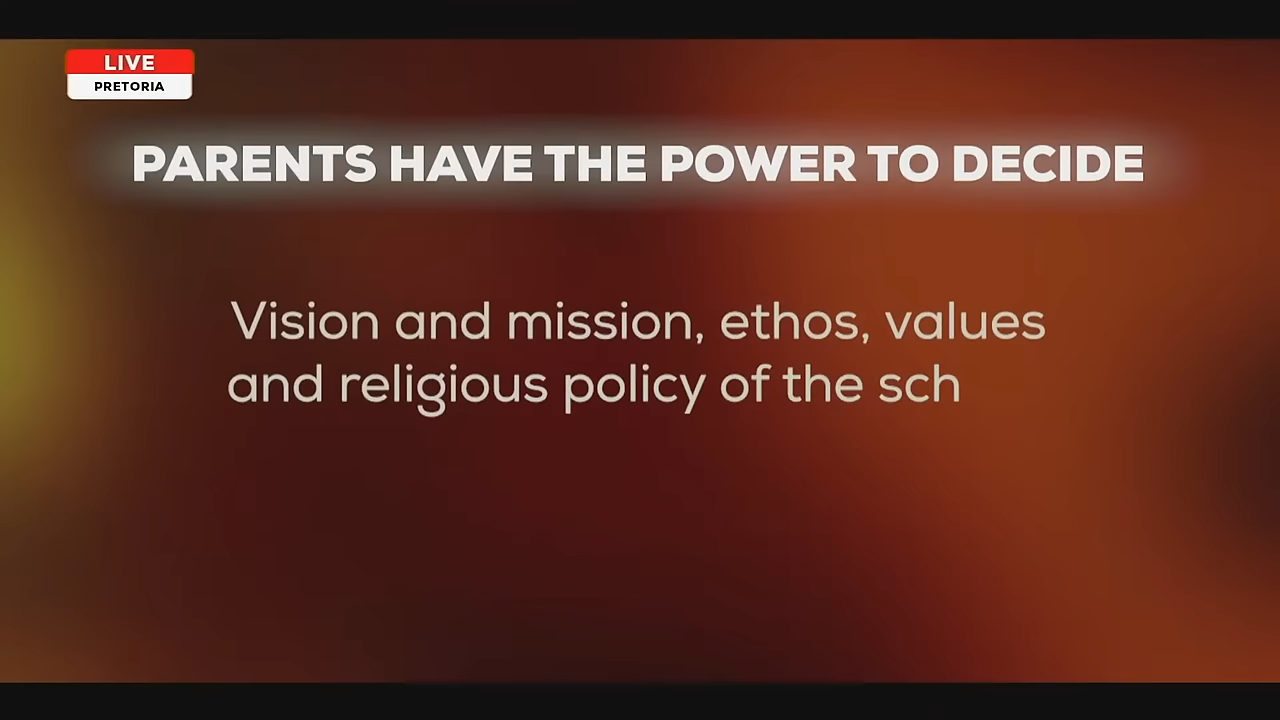 LIVE
PRETORIA
PARENTS HAVE THE POWER TO DECIDE
Vision and mission, ethos, values
and religious policy of the sch